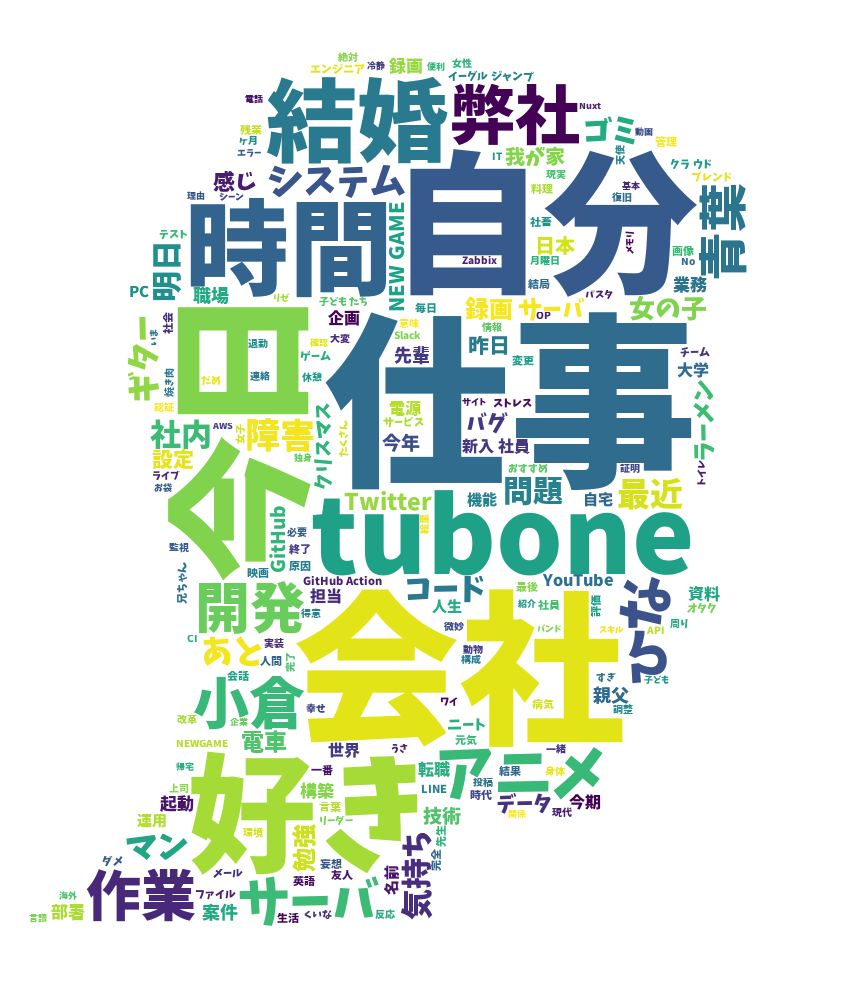 絶対
冷静
エンジニア
録画
便利
女性
イーグル ジャンプ
電話
結婚
弊社
Nuxt
残業
ケ月
エラー
ゴミ
動画
管理
IT
我が家
天使
クラ ウド
ブレンド
感じ
システム
現実
料理
基本
復旧
理由
シーン
時間
自分
NEW GAME
青葉
テスト
明日
社畜
日本
メモリ
画像
No
Zabbix
月曜日
PC
職場
リゼ
子ども たち
毎日
結局
パスタ
業務
録画 サーバ
OP
女の子
社会
いま
ギター
企画
意味
情報
Slack
今日
退勤
確認
大変
ゲーム
仕事
先輩
昨日
変更
チーム
大学
焼き肉
だめ
連絡
休憩
認証
クリスマス
電源
サービス
サイト
ストレス
ラーメン
社内
AWS
女子
障害
たくさん
今年
バグ
新入 社員
設定
独身
ライブ
お袋
おすすめ
証明
トイレ
Twitter
機能
問題
自宅
最近
GitHub
必要
終了
原因
絵里
tubone
監視
兄ちゃん
映画
GitHub Action
コード
YouTube
開発
得意
担当
人生
最後
紹介
社員
評価
ひな
資料
オタク
周り
CI
あと
実装
人間
完了
会社
微妙
動物
構成
バンド
スキル
API
会話
すぎ
親父
子ども
小倉
幸せ
ワイ
病気
調整
改革
企業
ニート
NEWGAME
電車
世界
うさ
元気
一緒
帰宅
好き
一番
転職
アニメ
結果
身体
上司
起動
構築
LINE
投稿
時代
データ
今期
運用
環境
言葉
リーダー
技術
現代
関係
マン
勉強
先生
ダメ
メール
妄想
友人
気持ち
完全
作業
英語
名前
海外
ファイル
サーバ
言語
部署
案件
生活
くいな
反応